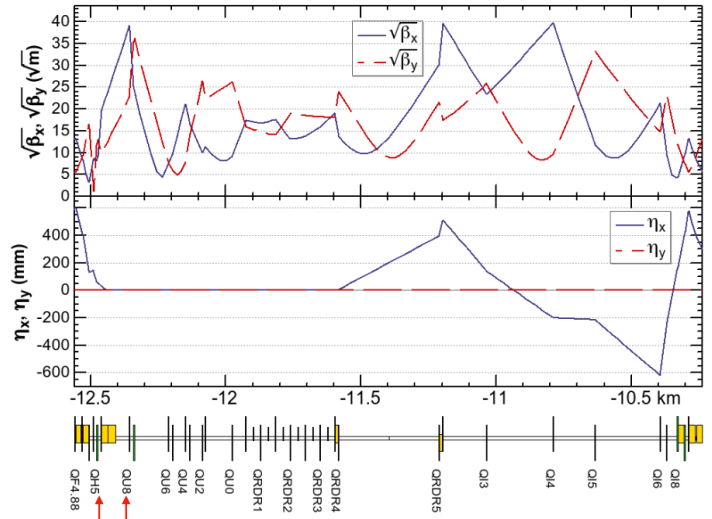 40
35
30
25
20
15
10
5
0
√βx, √βy (√m)
√βx
√βy
400
200
0
-200
-400
-600
ηx, ηy (mm)
ηx
ηy
-12.5 -12 -11.5 -11 -10.5 km
QF4.88 QH5 QU8 QU6 QU4 QU2 QU0 QRDR1 QRDR2 QRDR3 QRDR4 QRDR5 QI3 QI4 QI5 QI6 QI8